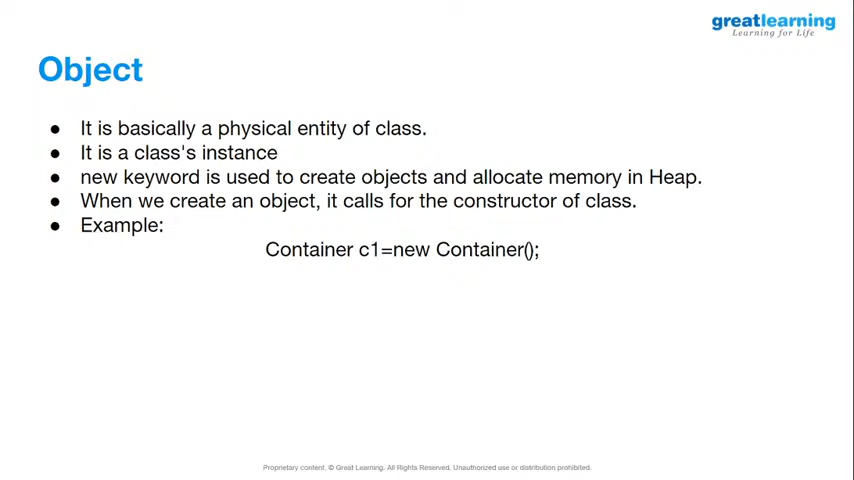 greatlearning
Learning for Life
Object
● It is basically a physical entity of class.
● It is a class's instance
● new keyword is used to create objects and allocate memory in Heap.
● When we create an object, it calls for the constructor of class.
● Example:
Container c1=new Container();
Proprietary content. © Great Learning. All Rights Reserved. Unauthorized use or distribution prohibited.